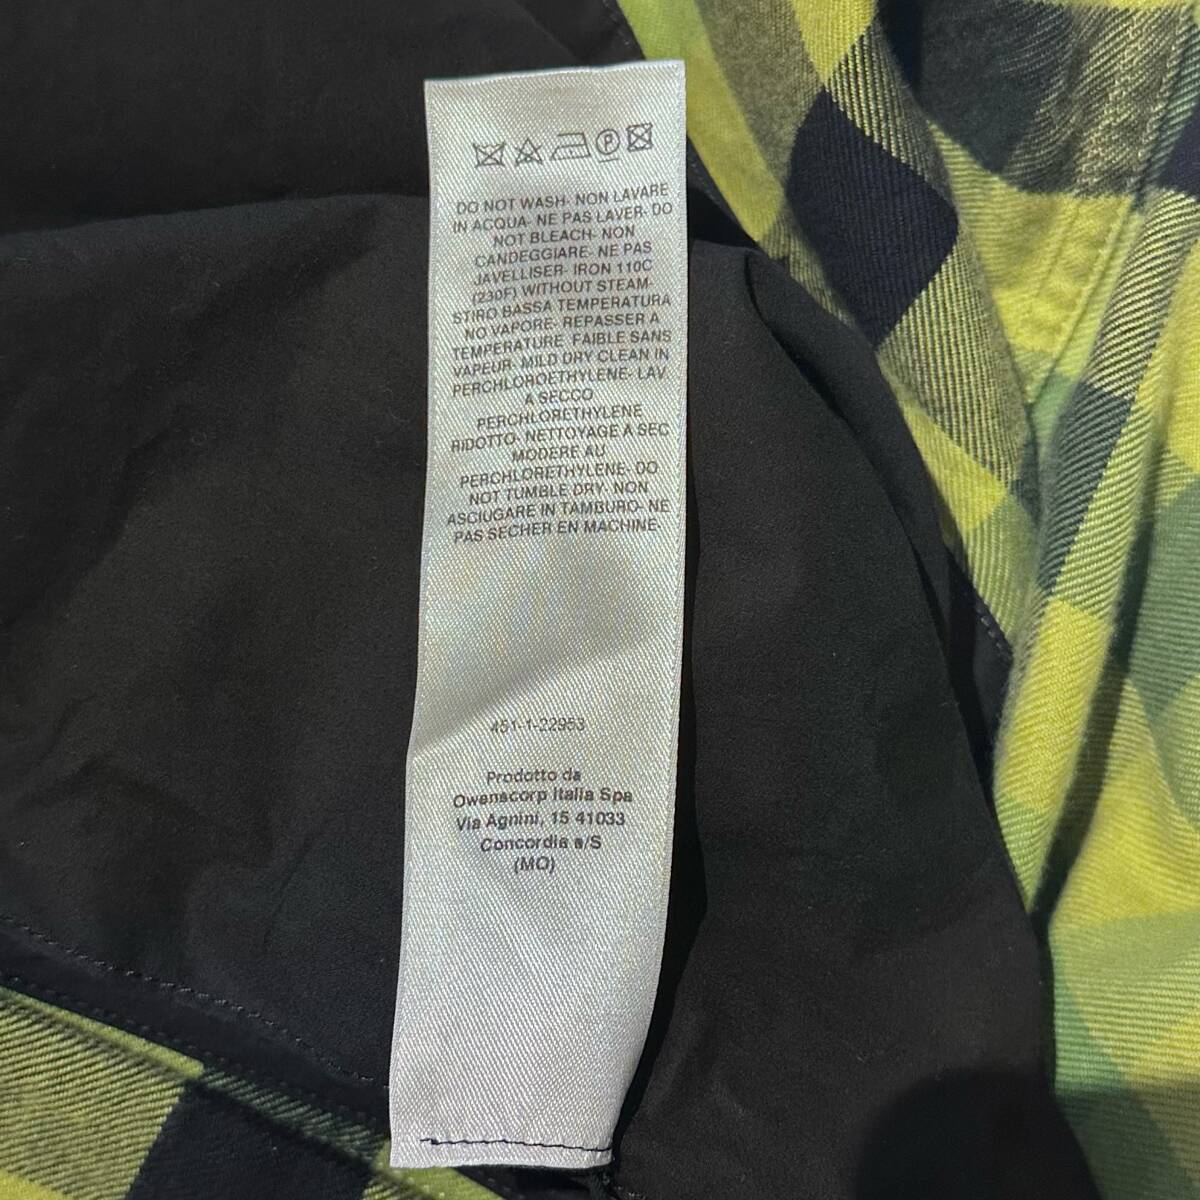 DO NOT WASH- NON LAVARE
IN ACQUA- NE PAS LAVER- DO
NOT BLEACH- NON
CANDEGGIARE- NE PAS
JAVELLISER- IRON 110C
(230F) WITHOUT STEAM-
STIRO BASSA TEMPERATURA
NO VAPORE- REPASSER A
TEMPERATURE FAIBLE SANS
VAPEUR- MILD DRY CLEAN IN
PERCHLOROETHYLENE- LAV.
A SECCO
PERCHLORETHYLENE
RIDOTTO- NETTOYAGE A SEC
MODERE AU
PERCHLORETHYLENE- DO
NOT TUMBLE DRY- NON
ASCIUGARE IN TAMBURO- NE
PAS SECHER EN MACHINE-
451-1-22953
Prodotto da
Owenscorp Italia Spa
Via Agnini, 15 41033
Concordia s/S
(MO)